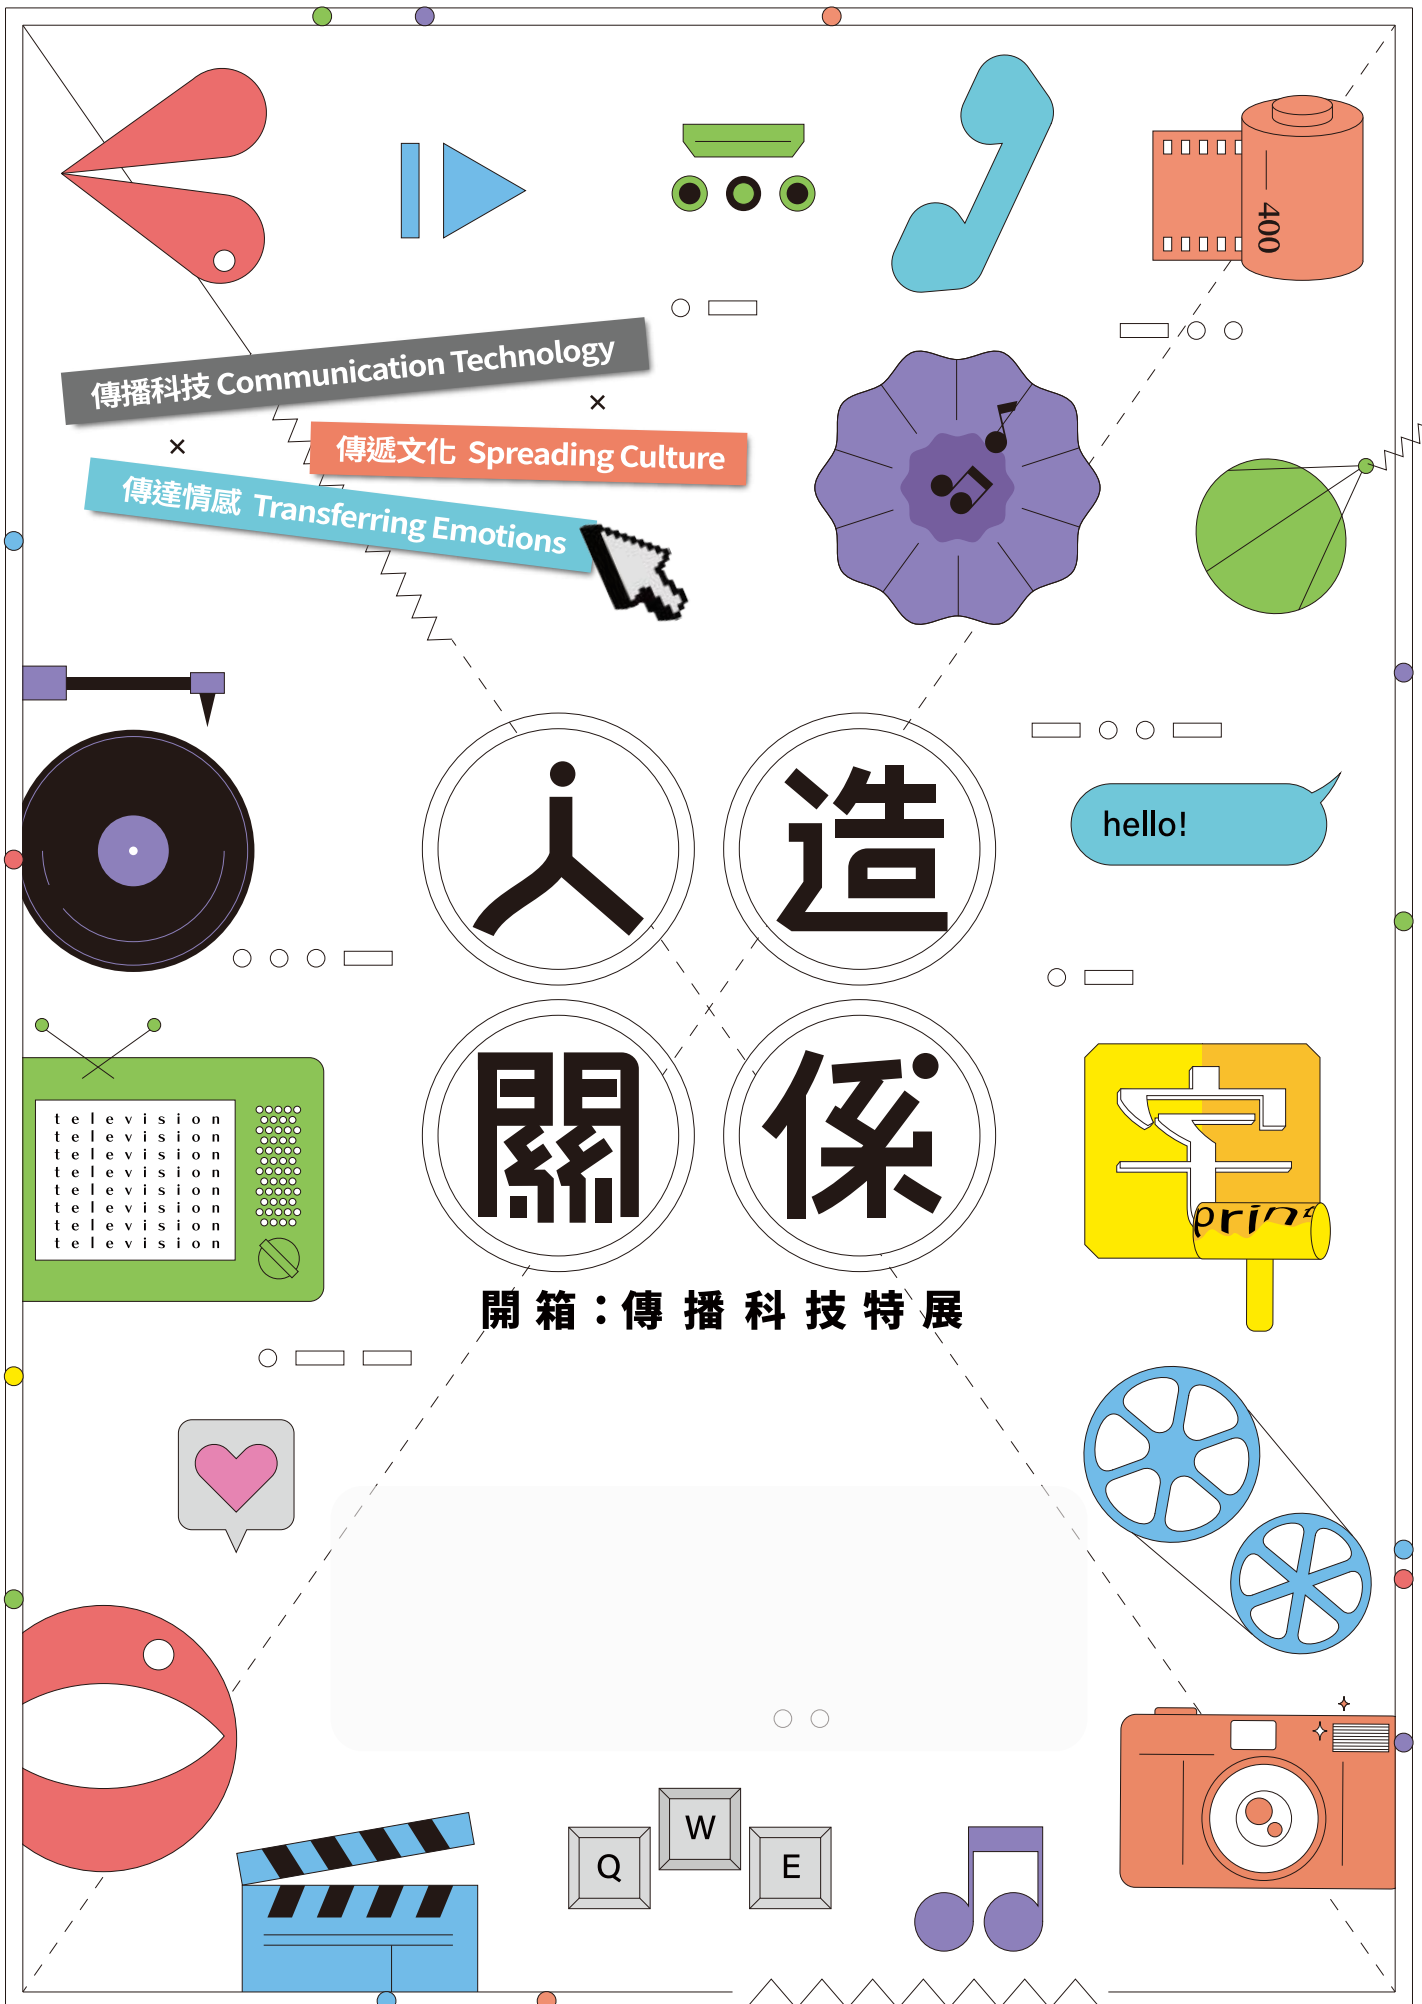 400
傳播科技 Communication Technology
傳遞文化 Spreading Culture
傳達情感 Transferring Emotions
人造
關係
hello!
television
television
television
television
television
television
television
television
字
print
開箱：傳播科技特展
W
Q E